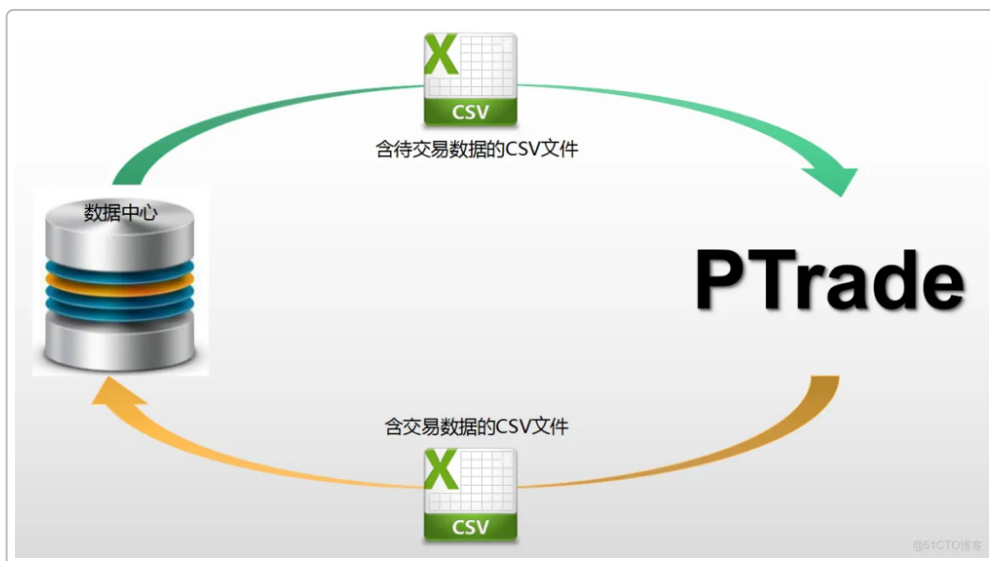 X
CSV
含待交易数据的CSV文件
数据中心
PTrade
含交易数据的CSV文件
X
CSV
@51CTO博客